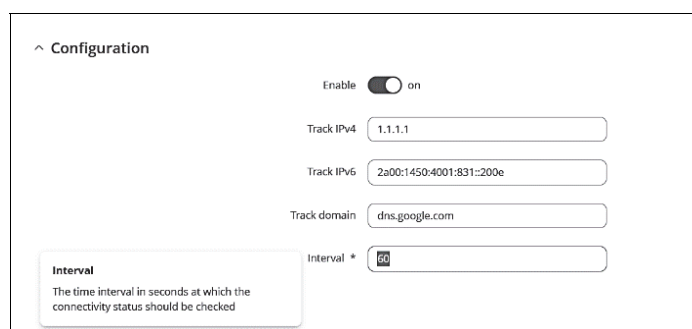 Configuration
Enable on
Track IPv4 1.1.1.1
Track IPv6 2a00:1450:4001:831::200e
Track domain dns.google.com
Interval * 60
Interval
The time interval in seconds at which the
connectivity status should be checked